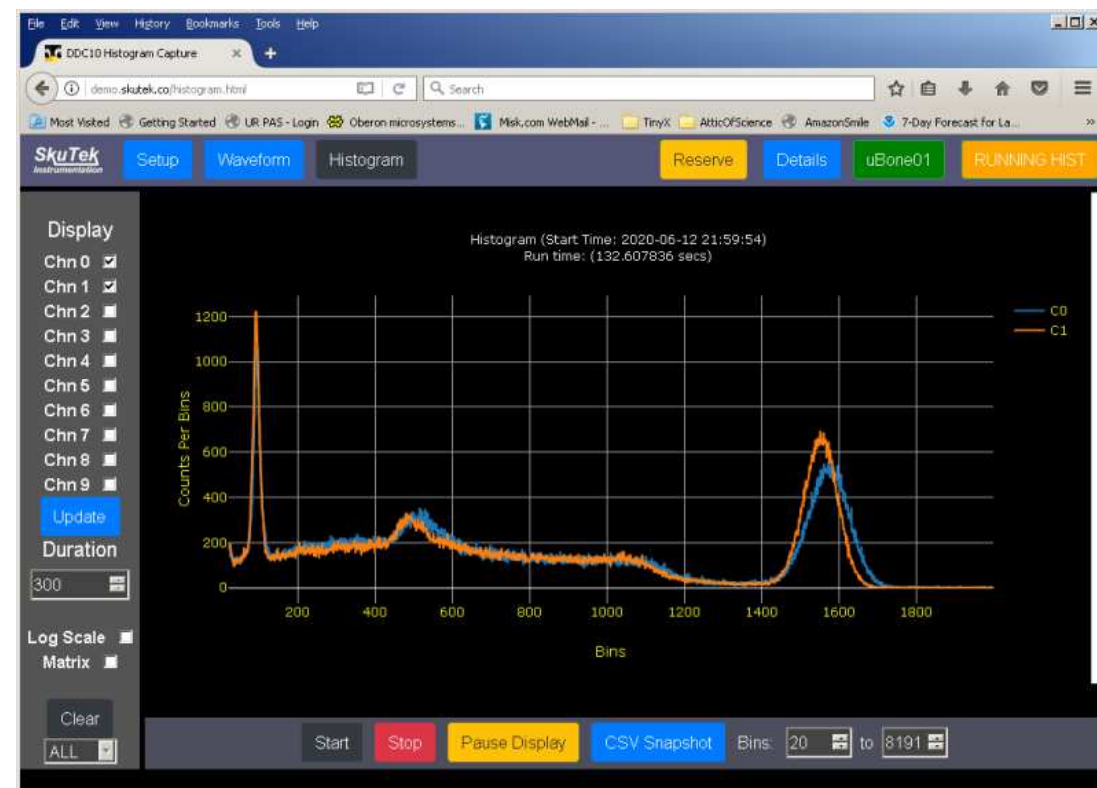 File Edit View History Bookmarks Tools Help
DDC10 Histogram Capture × +
demo.skutek.co/histogram.html Search
Most Visited Getting Started UR PAS - Login Oberon microsystems... Misk.com WebMail - ... TinyX AtticOfScience AmazonSmile 7-Day Forecast for La... »
SkuTek
Instrumentation
Setup Waveform Histogram Reserve Details uBone01 RUNNING HIST
Display
Chn 0
Chn 1
Chn 2
Chn 3
Chn 4
Chn 5
Chn 6
Chn 7
Chn 8
Chn 9
Update
Duration
300
Log Scale
Matrix
Clear
ALL
Histogram (Start Time: 2020-06-12 21:59:54)
Run time: (132.607836 secs)
C0
C1
Counts Per Bins
1200
1000
800
600
400
200
0
200 400 600 800 1000 1200 1400 1600 1800
Bins
Start Stop Pause Display CSV Snapshot Bins: 20 to 8191